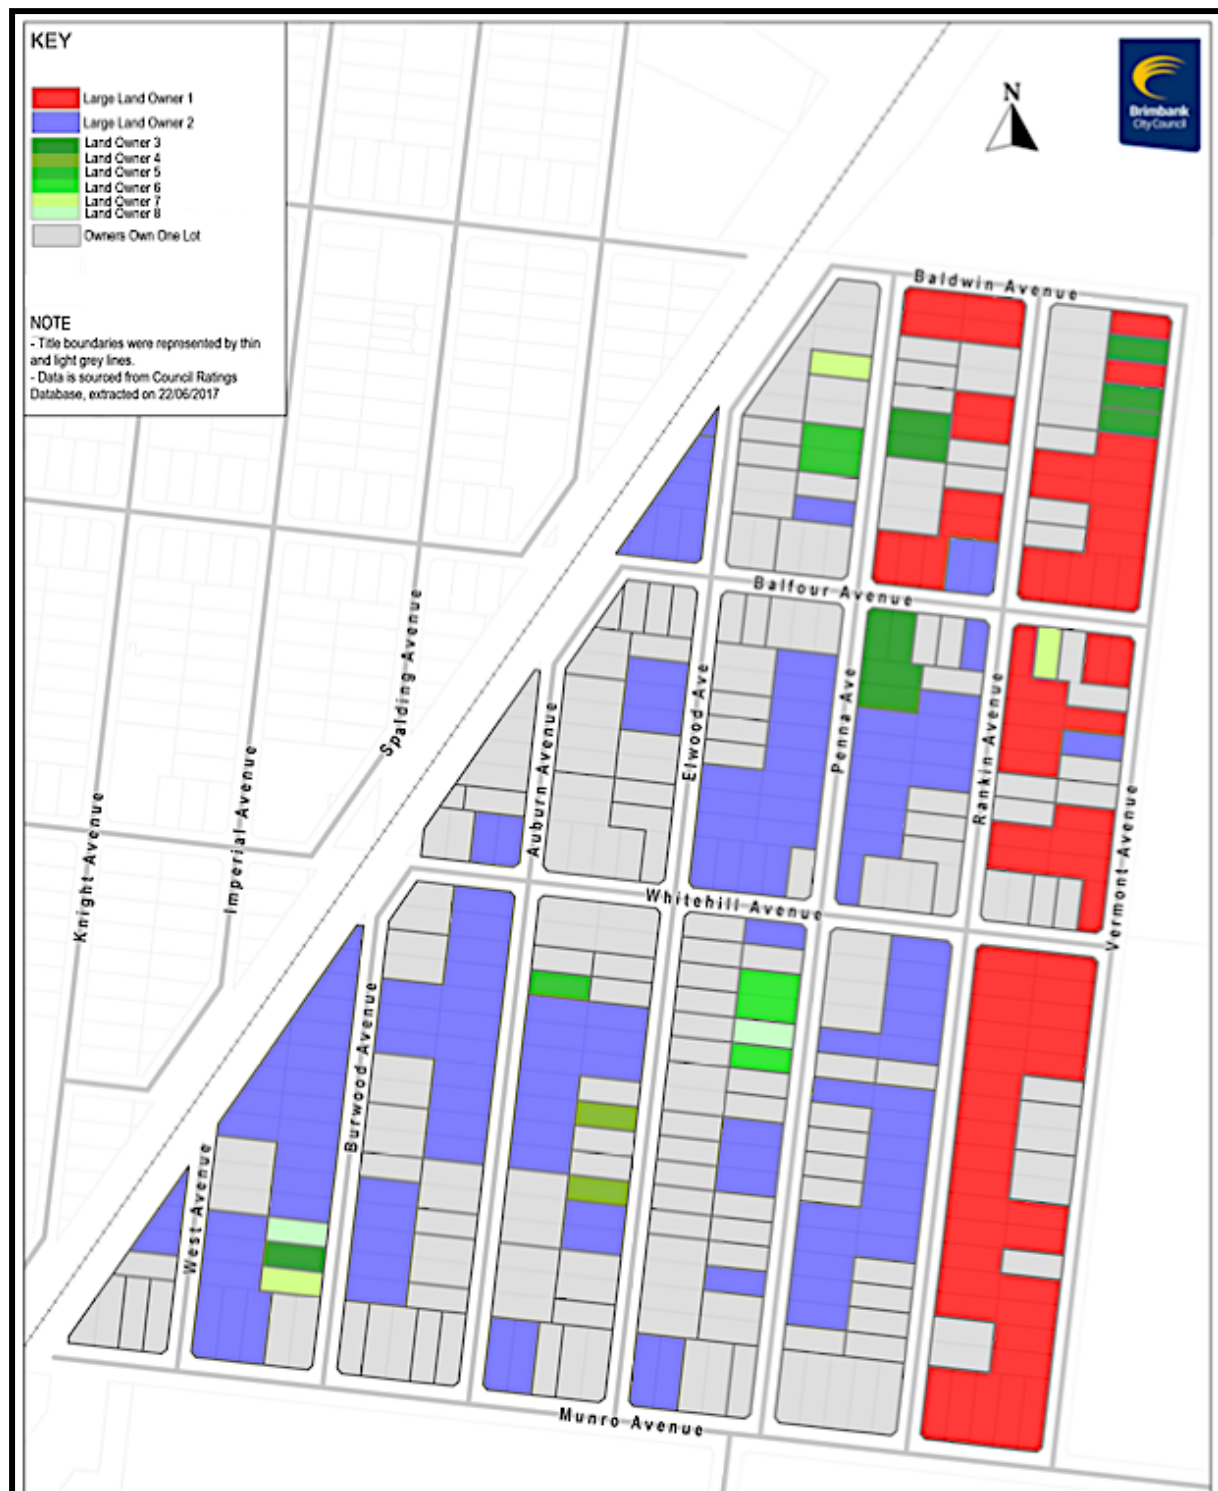 KEY
Large Land Owner 1
Large Land Owner 2
Land Owner 3
Land Owner 4
Land Owner 5
Land Owner 6
Land Owner 7
Land Owner 8
Owners Own One Lot
NOTE
- Title boundaries were represented by thin
and light grey lines.
- Data is sourced from Council Ratings
Database, extracted on 22/06/2017
N
Brimbank
City Council
Baldwin Avenue
Balfour Avenue
Spalding Avenue
Elwood Ave
Penna Ave
Rankin Avenue
Auburn Avenue
Imperial Avenue
Knight Avenue
Vermont Avenue
Whitehill Avenue
Burwood Avenue
West Avenue
Munro Avenue